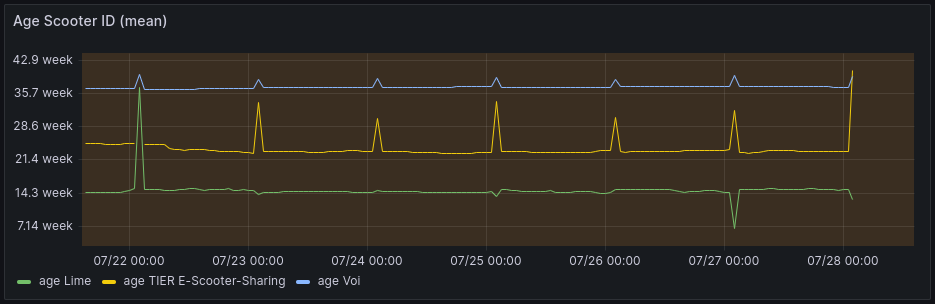 Age Scooter ID (mean)
42.9 week
35.7 week
28.6 week
21.4 week
14.3 week
7.14 week
07/22 00:00 07/23 00:00 07/24 00:00 07/25 00:00 07/26 00:00 07/27 00:00 07/28 00:00
age Lime age TIER E-Scooter-Sharing age Voi